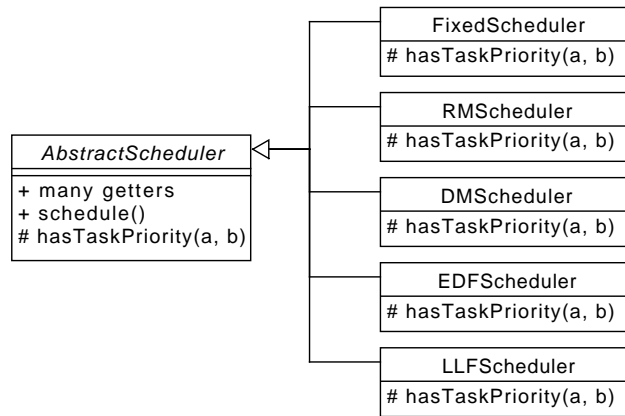 AbstractScheduler
+ many getters
+ schedule()
# hasTaskPriority(a, b)
FixedScheduler
# hasTaskPriority(a, b)
RMScheduler
# hasTaskPriority(a, b)
DMScheduler
# hasTaskPriority(a, b)
EDFScheduler
# hasTaskPriority(a, b)
LLFScheduler
# hasTaskPriority(a, b)